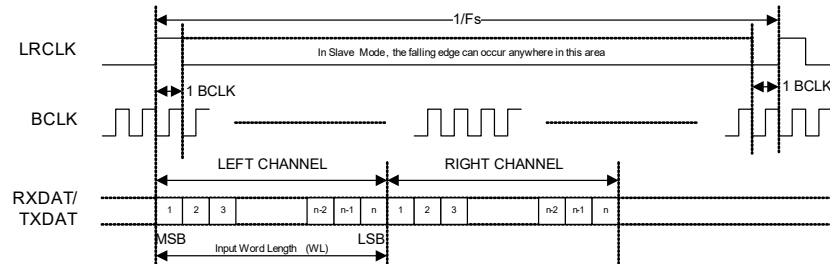 1/Fs
LRCLK
In Slave Mode, the falling edge can occur anywhere in this area
1 BCLK
1 BCLK
BCLK
LEFT CHANNEL
RIGHT CHANNEL
RXDAT/
TXDAT
1 2 3 n-2 n-1 n 1 2 3 n-2 n-1 n
MSB
LSB
Input Word Length (WL)